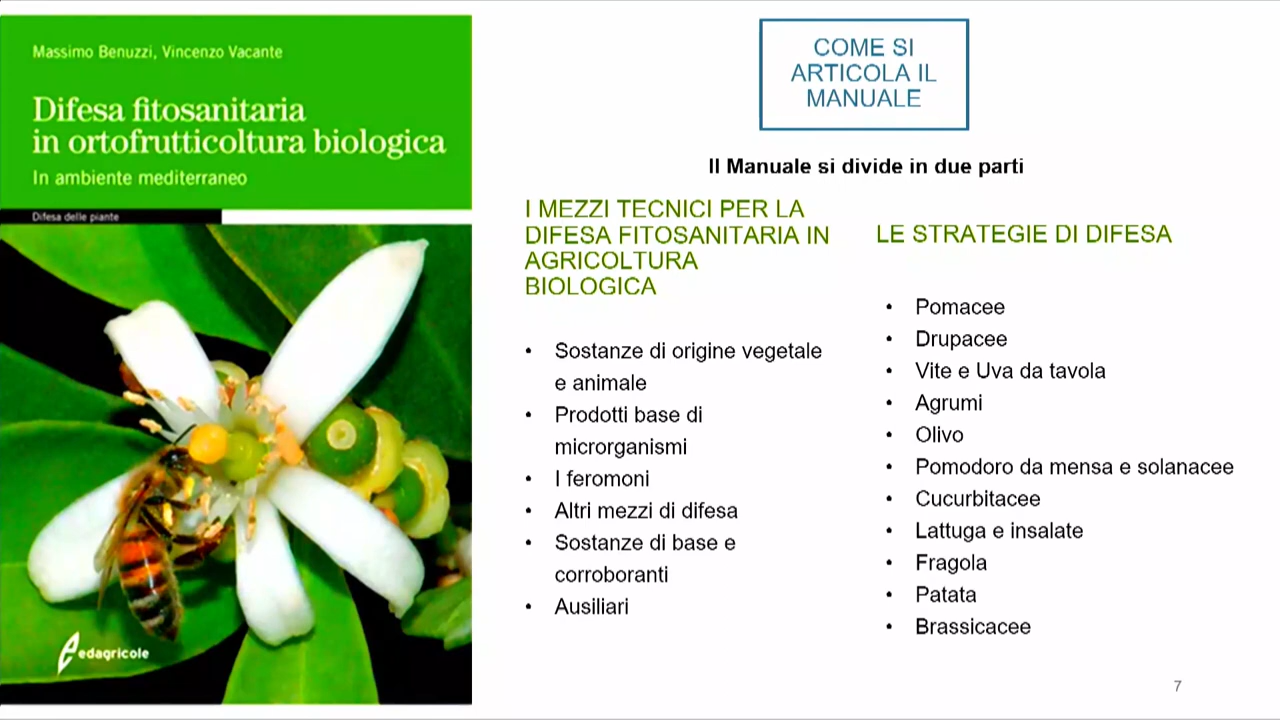 Massimo Benuzzi, Vincenzo Vacante
Difesa fitosanitaria
in ortofrutticoltura biologica
In ambiente mediterraneo
Difesa delle piante
edagricole
COME SI
ARTICOLA IL
MANUALE
Il Manuale si divide in due parti
I MEZZI TECNICI PER LA
DIFESA FITOSANITARIA IN
AGRICOLTURA
BIOLOGICA
• Sostanze di origine vegetale
e animale
• Prodotti base di
microrganismi
• I feromoni
• Altri mezzi di difesa
• Sostanze di base e
corroboranti
• Ausiliari
LE STRATEGIE DI DIFESA
• Pomacee
• Drupacee
• Vite e Uva da tavola
• Agrumi
• Olivo
• Pomodoro da mensa e solanacee
• Cucurbitacee
• Lattuga e insalate
• Fragola
• Patata
• Brassicacee
7